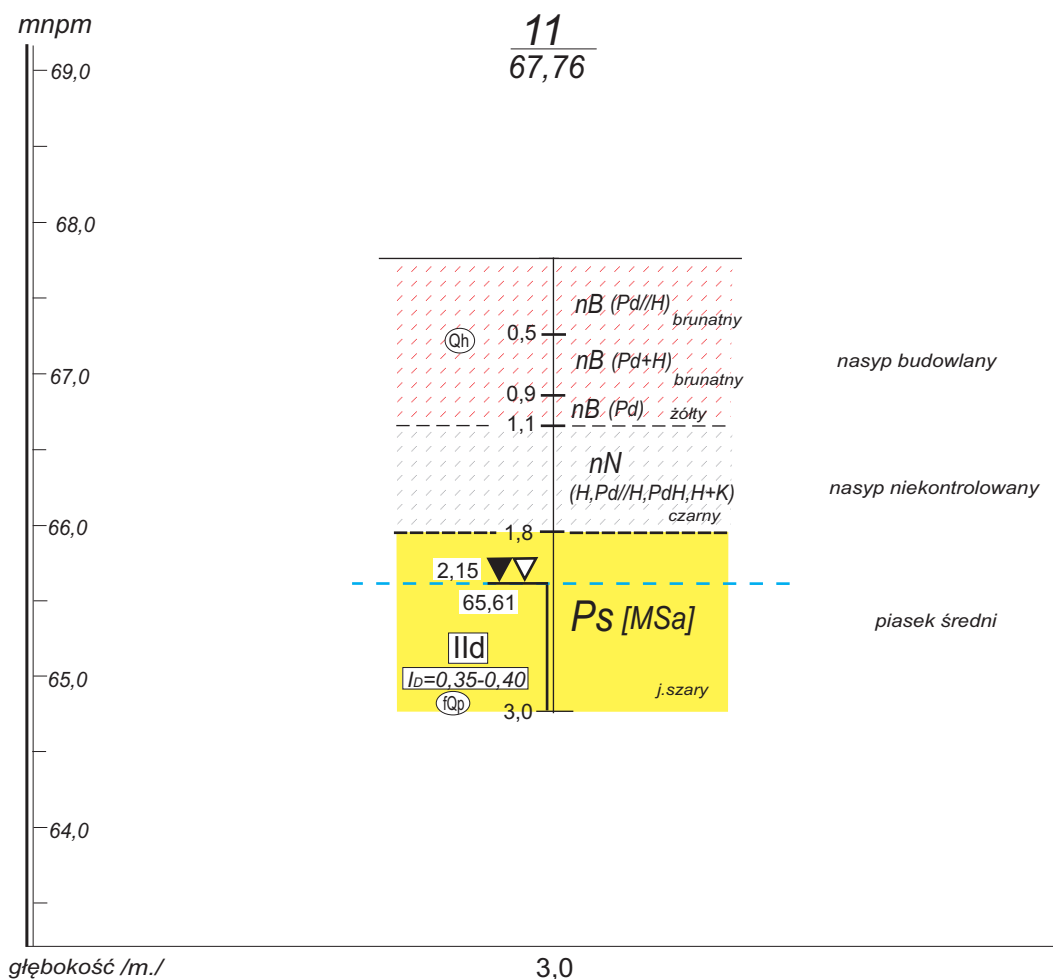 mnpm
11
67,76
69,0
68,0
nB (Pd//H)
brunatny
0,5
Qh
67,0
nB (Pd+H)
brunatny
nasyp budowlany
0,9
nB (Pd)
żółty
1,1
nN
(H,Pd//H,PdH,H+K)
czarny
nasyp niekontrolowany
66,0
1,8
2,15
65,61
Ps [MSa]
piasek średni
IId
65,0
ID=0,35-0,40
j.szary
fQp
3,0
64,0
głębokość /m./
3,0